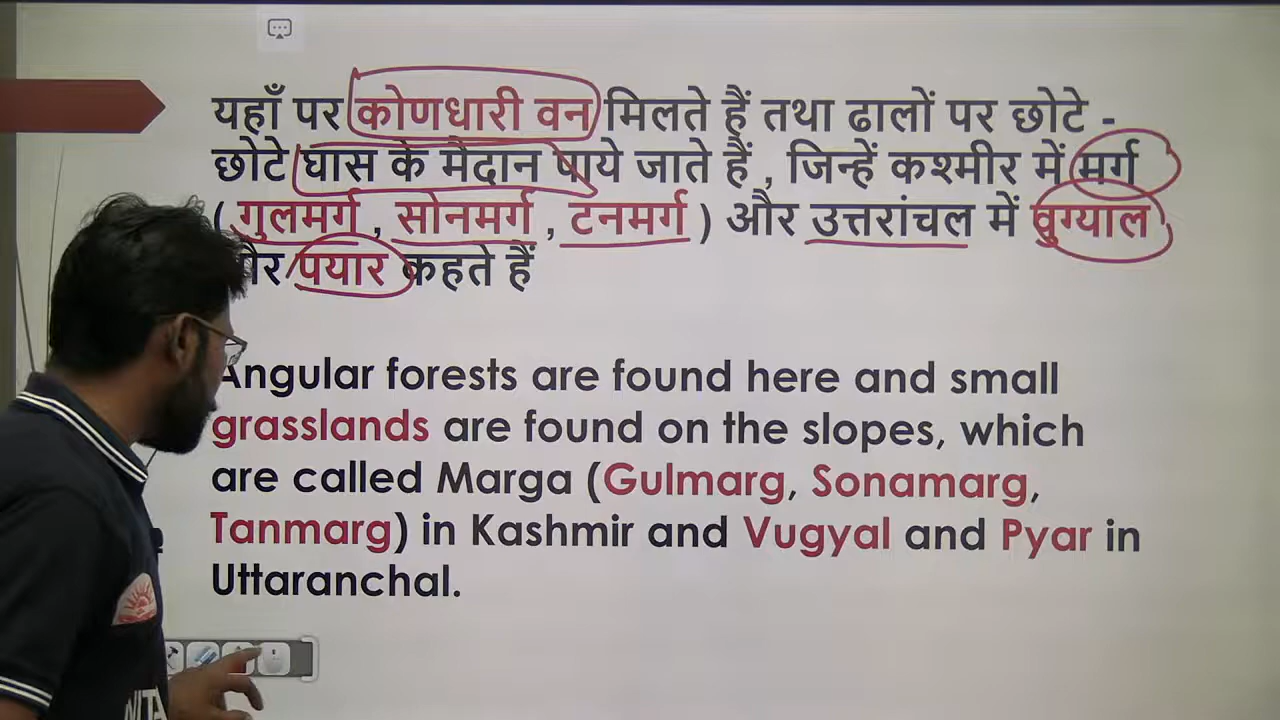 यहाँ पर कोणधारी वन मिलते हैं तथा ढालों पर छोटे -
छोटे घास के मैदान पाये जाते हैं , जिन्हें कश्मीर में मर्ग
( गुलमर्ग , सोनमर्ग , टनमर्ग ) और उत्तरांचल में वुग्याल
पयार कहते हैं
Angular forests are found here and small
grasslands are found on the slopes, which
are called Marga (Gulmarg, Sonamarg,
Tanmarg) in Kashmir and Vugyal and Pyar in
Uttaranchal.